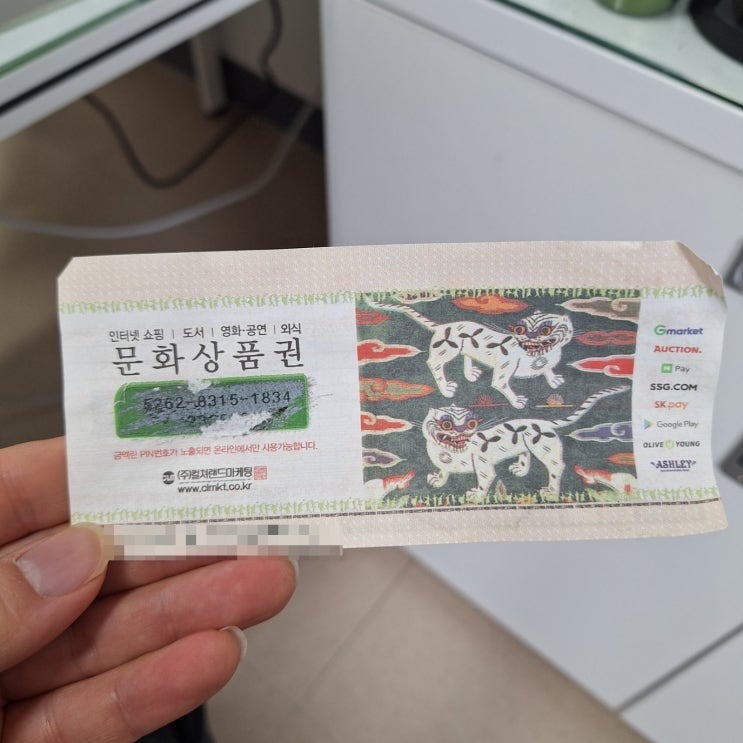 인터넷 쇼핑 | 도서 | 영화·공연 | 외식
문화상품권
5262-8315-1834
금액란 PIN번호가 노출되면 온라인에서만 사용가능합니다.
(주)컬쳐랜드마케팅
www.clmkt.co.kr
Gmarket
AUCTION.
Pay
SSG.COM
SK pay
Google Play
OLIVE YOUNG
ASHLEY